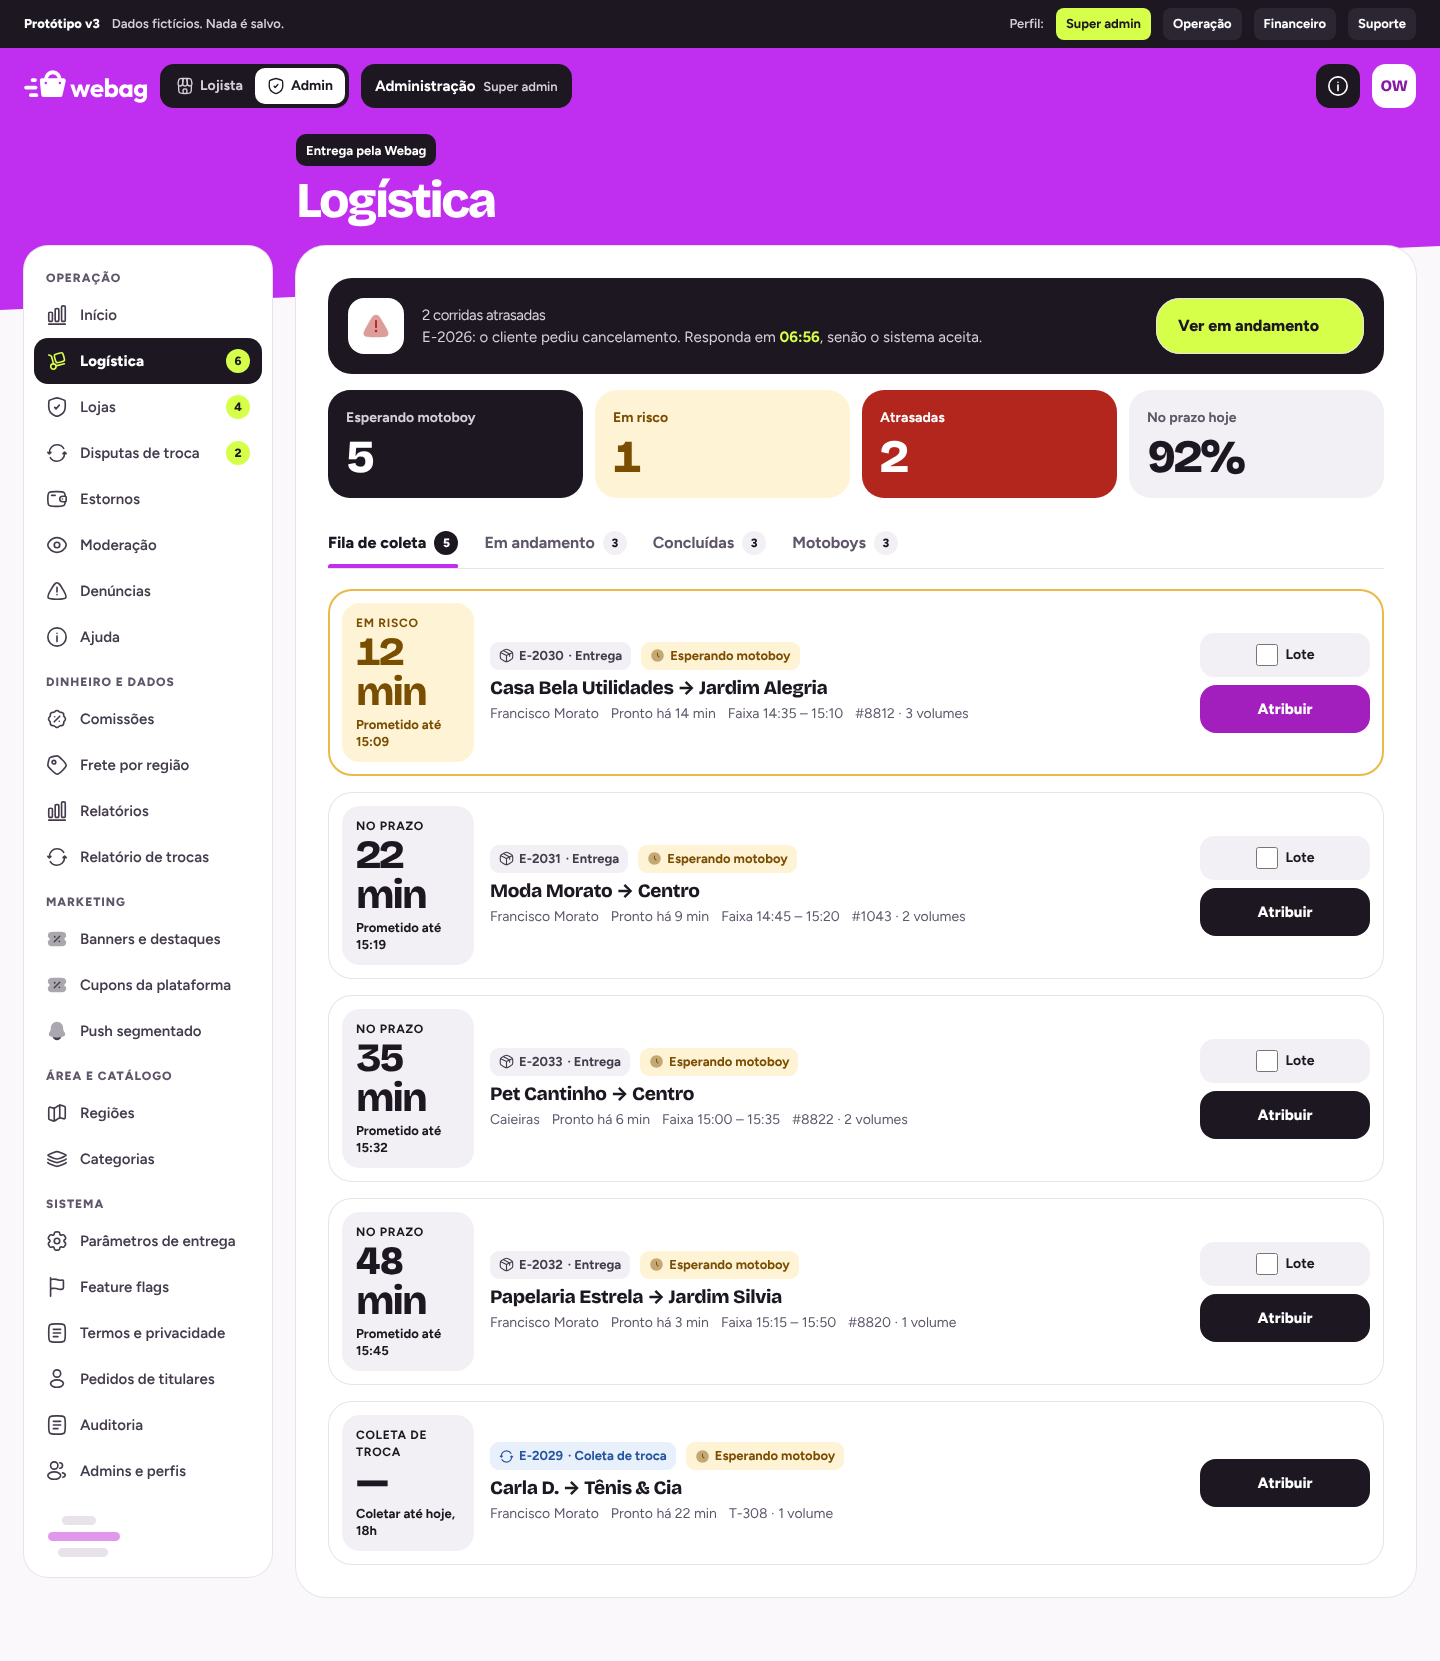 Protótipo v3 Dados fictícios. Nada é salvo. Perfil: Super admin Operação Financeiro Suporte
webag Lojista Admin Administração Super admin OW
Entrega pela Webag
Logística
OPERAÇÃO
Início
Logística 6
Lojas 4
Disputas de troca 2
Estornos
Moderação
Denúncias
Ajuda
DINHEIRO E DADOS
Comissões
Frete por região
Relatórios
Relatório de trocas
MARKETING
Banners e destaques
Cupons da plataforma
Push segmentado
ÁREA E CATÁLOGO
Regiões
Categorias
SISTEMA
Parâmetros de entrega
Feature flags
Termos e privacidade
Pedidos de titulares
Auditoria
Admins e perfis
2 corridas atrasadas
E-2026: o cliente pediu cancelamento. Responda em 06:56, senão o sistema aceita.
Ver em andamento
Esperando motoboy
5
Em risco
1
Atrasadas
2
No prazo hoje
92%
Fila de coleta 5 Em andamento 3 Concluídas 3 Motoboys 3
EM RISCO
12
min
Prometido até
15:09
E-2030 · Entrega Esperando motoboy
Casa Bela Utilidades → Jardim Alegria
Francisco Morato Pronto há 14 min Faixa 14:35 – 15:10 #8812 · 3 volumes
Lote
Atribuir
NO PRAZO
22
min
Prometido até
15:19
E-2031 · Entrega Esperando motoboy
Moda Morato → Centro
Francisco Morato Pronto há 9 min Faixa 14:45 – 15:20 #1043 · 2 volumes
Lote
Atribuir
NO PRAZO
35
min
Prometido até
15:32
E-2033 · Entrega Esperando motoboy
Pet Cantinho → Centro
Caieiras Pronto há 6 min Faixa 15:00 – 15:35 #8822 · 2 volumes
Lote
Atribuir
NO PRAZO
48
min
Prometido até
15:45
E-2032 · Entrega Esperando motoboy
Papelaria Estrela → Jardim Silvia
Francisco Morato Pronto há 3 min Faixa 15:15 – 15:50 #8820 · 1 volume
Lote
Atribuir
COLETA DE
TROCA
—
Coletar até hoje,
18h
E-2029 · Coleta de troca Esperando motoboy
Carla D. → Tênis & Cia
Francisco Morato Pronto há 22 min T-308 · 1 volume
Atribuir